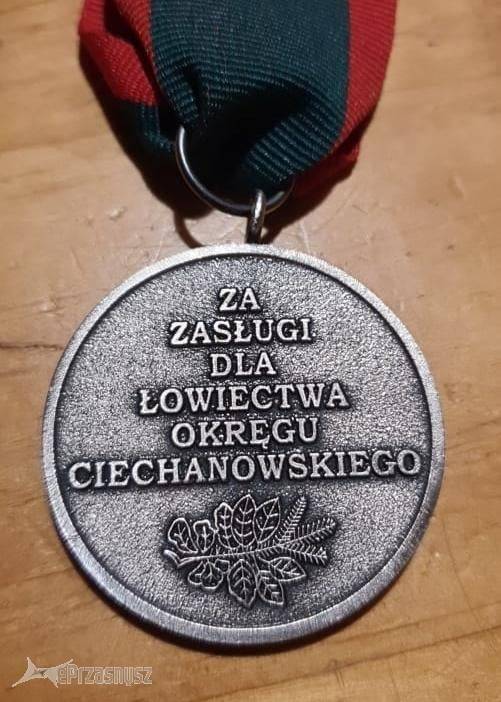 ZA
ZASŁUGI
DLA
ŁOWIECTWA
OKRĘGU
CIECHANOWSKIEGO
ePrzasnysz